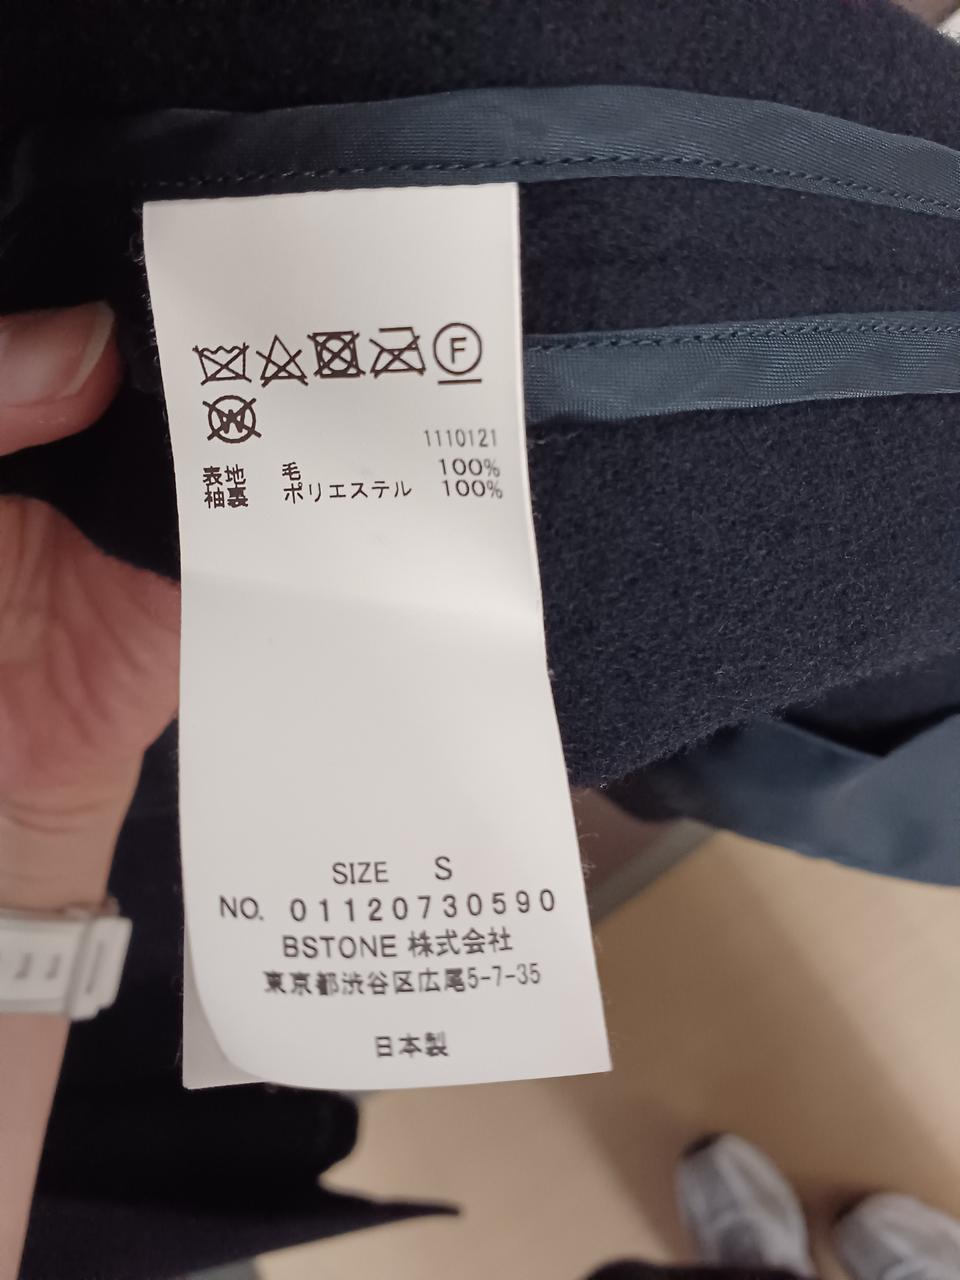 F
W
1110121
表地 毛 100%
袖裏 ポリエステル 100%
SIZE S
NO. 01120730590
BSTONE 株式会社
東京都渋谷区広尾5-7-35
日本製